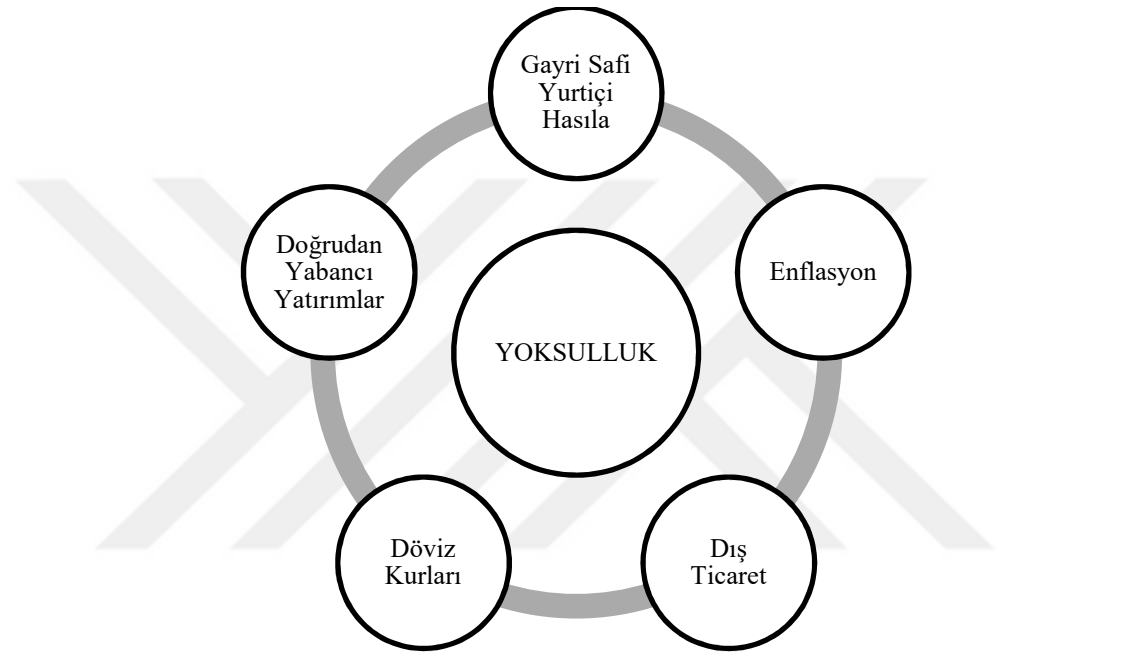 Gayri Safi
Yurtiçi
Hasıla
Doğrudan
Yabancı
Yatırımlar
Enflasyon
YOKSULLUK
Döviz
Kurları
Dış
Ticaret